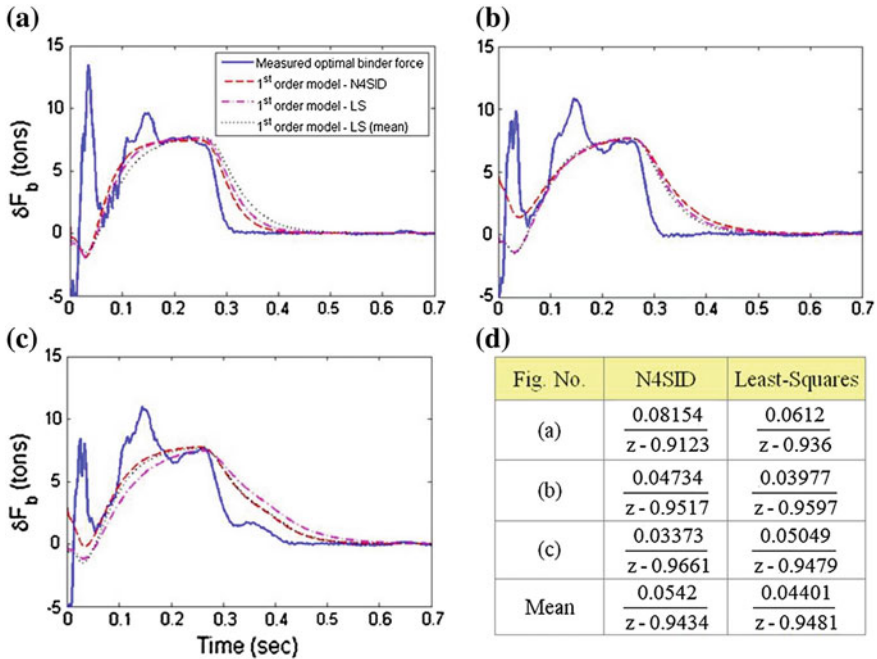 (a)
15
10
5
0
-5
δF_b (tons)
0 0.1 0.2 0.3 0.4 0.5 0.6 0.7
Measured optimal binder force
1st order model - N4SID
1st order model - LS
1st order model - LS (mean)
(b)
15
10
5
0
-5
0 0.1 0.2 0.3 0.4 0.5 0.6 0.7
(c)
15
10
5
0
-5
δF_b (tons)
0 0.1 0.2 0.3 0.4 0.5 0.6 0.7
Time (sec)
(d)
Fig. No. N4SID Least-Squares
0.08154 0.0612
(a)
z - 0.9123 z - 0.936
0.04734 0.03977
(b)
z - 0.9517 z - 0.9597
0.03373 0.05049
(c)
z - 0.9661 z - 0.9479
0.0542 0.04401
Mean
z - 0.9434 z - 0.9481